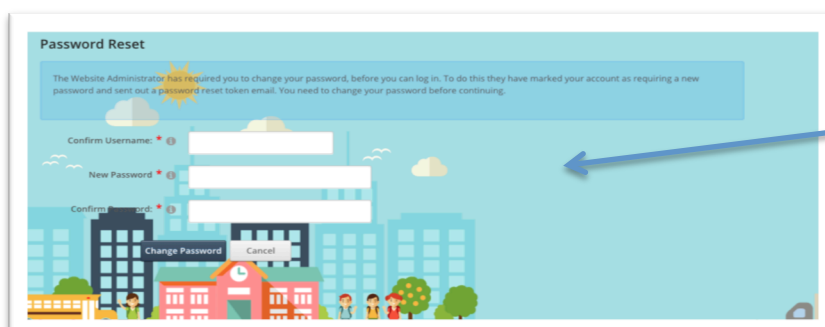 Password Reset
The Website Administrator has required you to change your password, before you can log in. To do this they have marked your account as requiring a new
password and sent out a password reset token email. You need to change your password before continuing.
Confirm Username: *
New Password *
Confirm Password: *
Change Password Cancel